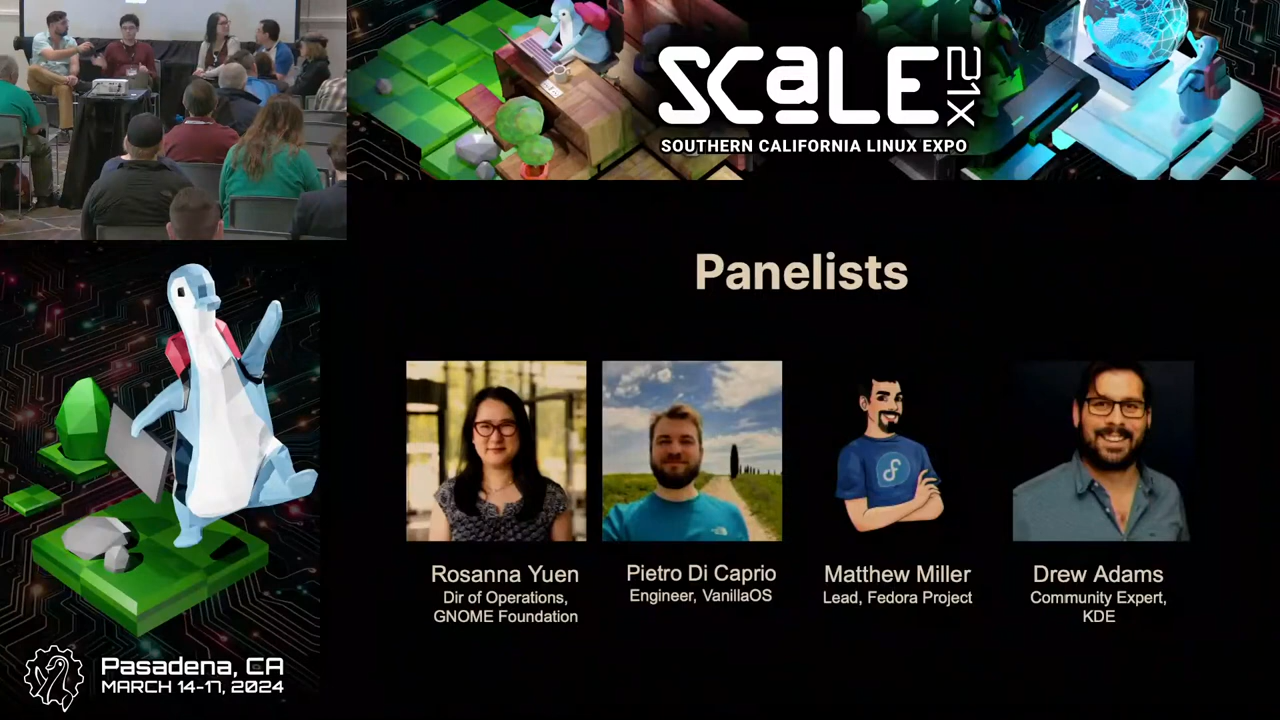 SCaLE 21X
SOUTHERN CALIFORNIA LINUX EXPO
Panelists
Rosanna Yuen
Dir of Operations,
GNOME Foundation
Pietro Di Caprio
Engineer, VanillaOS
Matthew Miller
Lead, Fedora Project
Drew Adams
Community Expert,
KDE
Pasadena, CA
MARCH 14-17, 2024